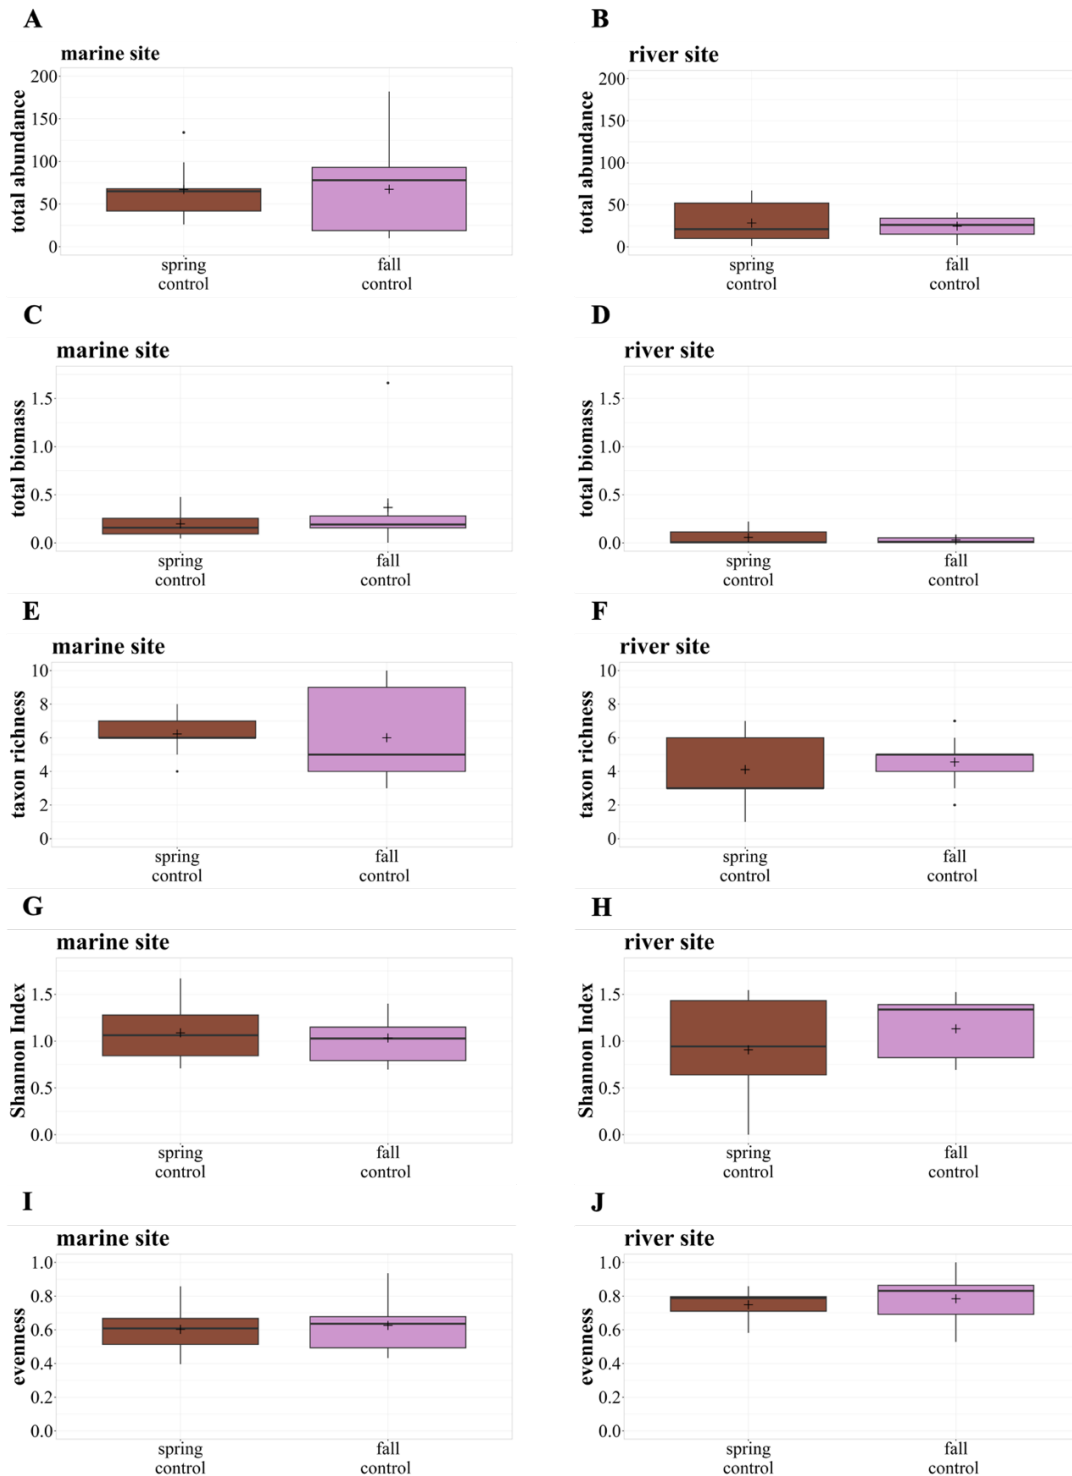 A
marine site
total abundance
200
150
100
50
0
spring
control
fall
control
B
river site
total abundance
200
150
100
50
0
spring
control
fall
control
C
marine site
total biomass
1.5
1.0
0.5
0.0
spring
control
fall
control
D
river site
total biomass
1.5
1.0
0.5
0.0
spring
control
fall
control
E
marine site
taxon richness
10
8
6
4
2
0
spring
control
fall
control
F
river site
taxon richness
10
8
6
4
2
0
spring
control
fall
control
G
marine site
Shannon Index
1.5
1.0
0.5
0.0
spring
control
fall
control
H
river site
Shannon Index
1.5
1.0
0.5
0.0
spring
control
fall
control
I
marine site
evenness
1.0
0.8
0.6
0.4
0.2
0.0
spring
control
fall
control
J
river site
evenness
1.0
0.8
0.6
0.4
0.2
0.0
spring
control
fall
control